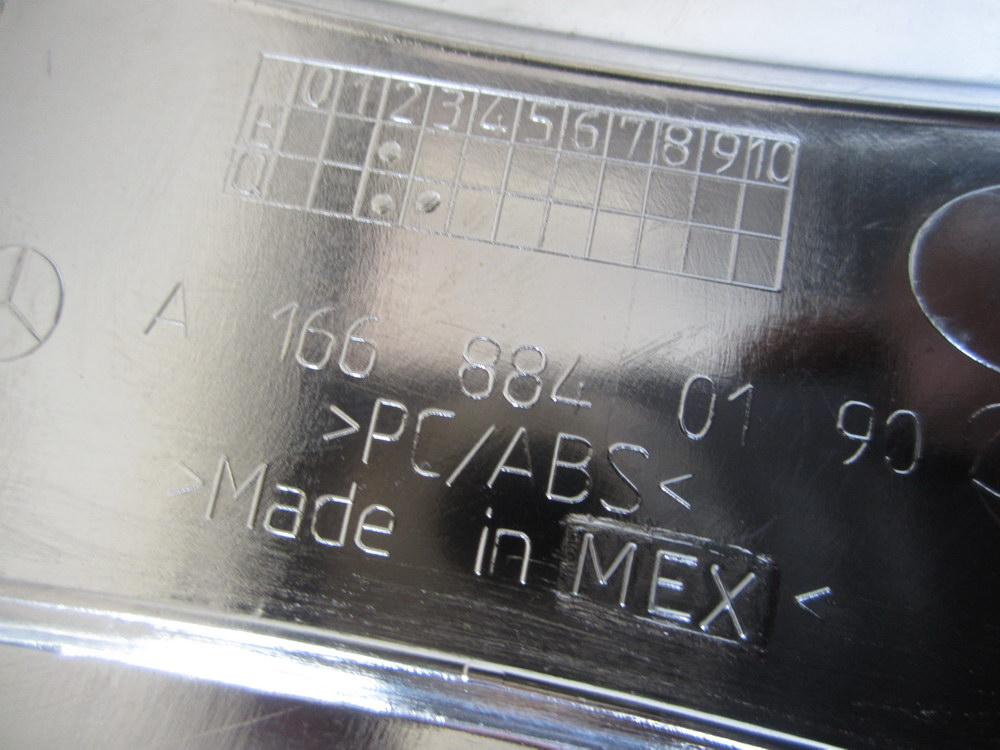 0 1 2 3 4 5 6 7 8 9 10
A 166 884 01 90
>PC/ABS<
>Made in MEX<